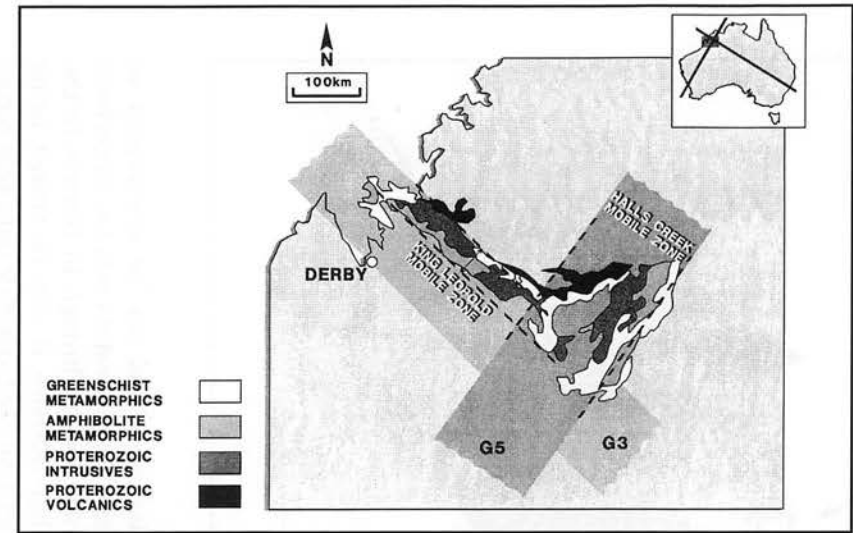 N
100km
HALLS CREEK
MOBILE ZONE
KING LEOPOLD
MOBILE ZONE
DERBY
G5
G3
GREENSCHIST
METAMORPHICS
AMPHIBOLITE
METAMORPHICS
PROTEROZOIC
INTRUSIVES
PROTEROZOIC
VOLCANICS